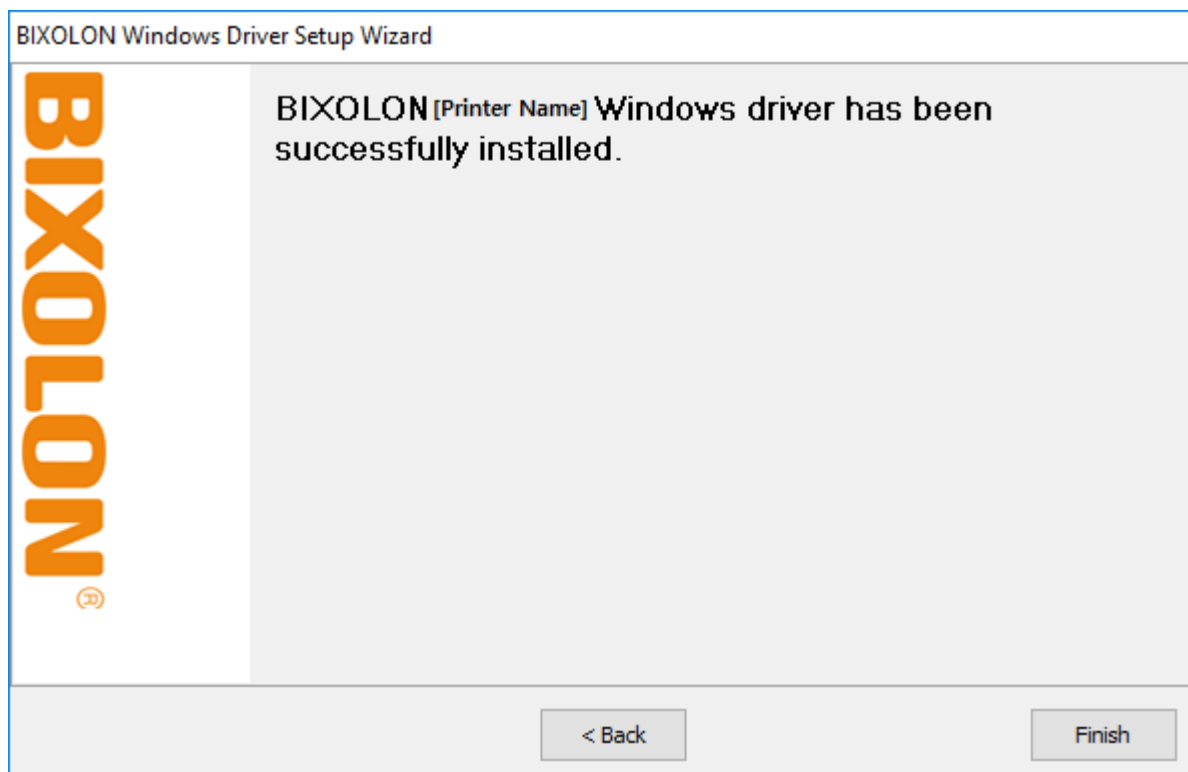 BIXOLON Windows Driver Setup Wizard
BIXOLON®
BIXOLON [Printer Name] Windows driver has been
successfully installed.
< Back
Finish